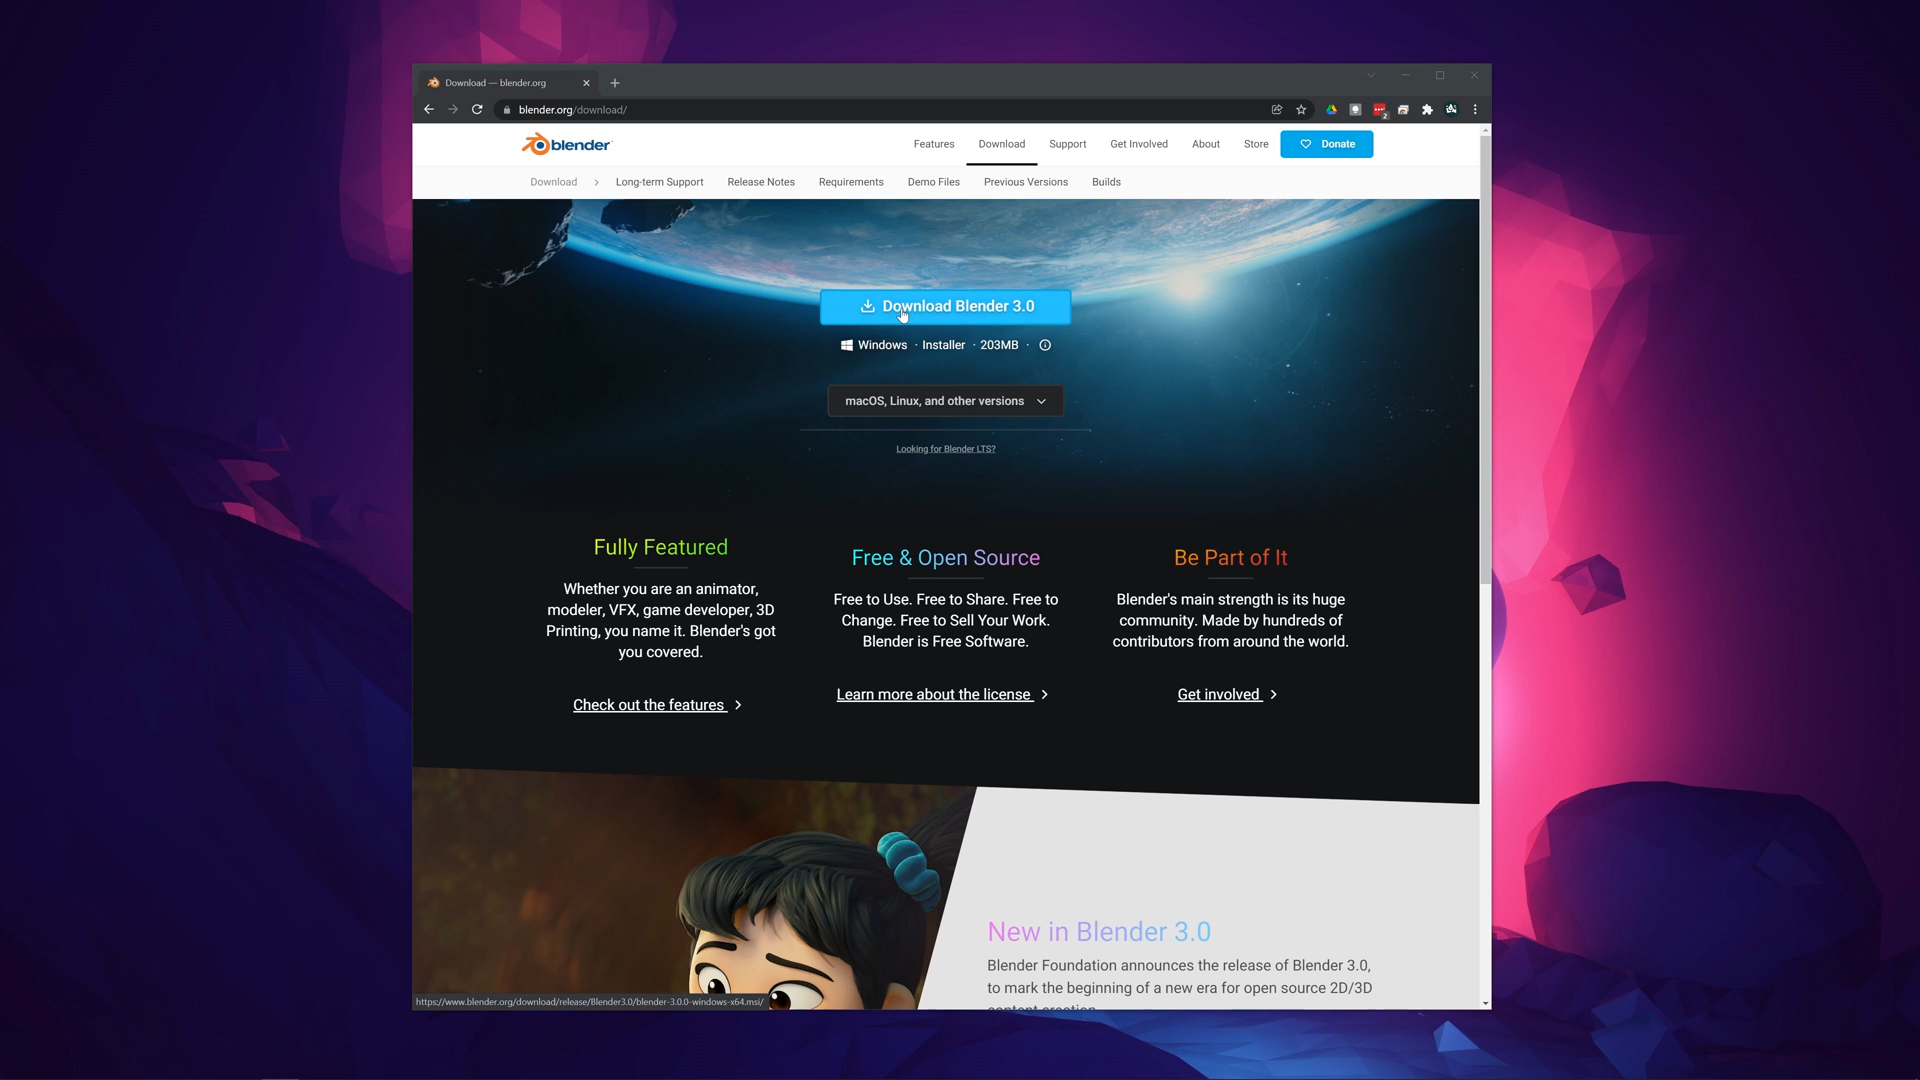 Download — blender.org
blender.org/download/
2
blender
Features Download Support Get Involved About Store Donate
Download Long-term Support Release Notes Requirements Demo Files Previous Versions Builds
Download Blender 3.0
Windows · Installer · 203MB ·
macOS, Linux, and other versions
Looking for Blender LTS?
Fully Featured
Whether you are an animator,
modeler, VFX, game developer, 3D
Printing, you name it. Blender's got
you covered.
Check out the features
Free & Open Source
Free to Use. Free to Share. Free to
Change. Free to Sell Your Work.
Blender is Free Software.
Learn more about the license
Be Part of It
Blender's main strength is its huge
community. Made by hundreds of
contributors from around the world.
Get involved
New in Blender 3.0
Blender Foundation announces the release of Blender 3.0,
to mark the beginning of a new era for open source 2D/3D
content creation.
https://www.blender.org/download/release/Blender3.0/blender-3.0.0-windows-x64.msi/